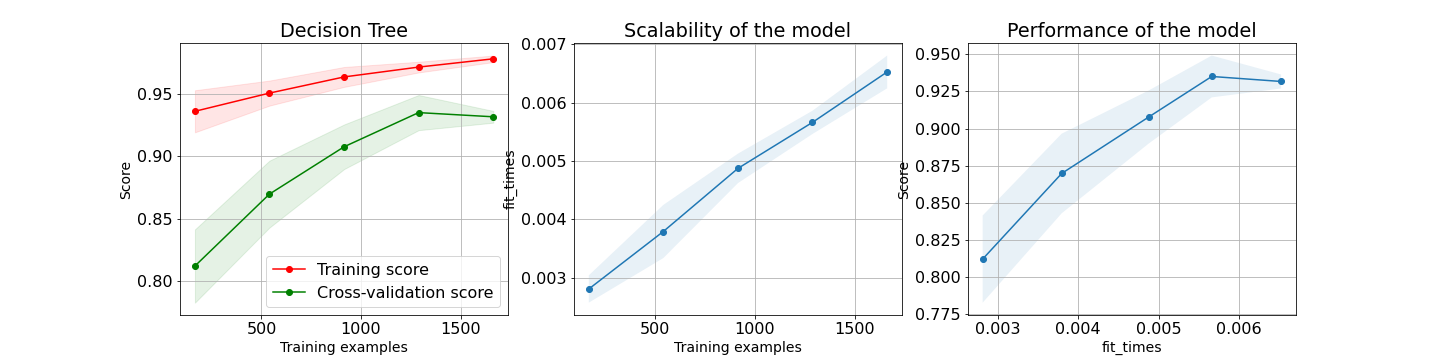 Decision Tree
Score
0.95
0.90
0.85
0.80
Training score
Cross-validation score
500
1000
1500
Training examples
Scalability of the model
fit_times
0.007
0.006
0.005
0.004
0.003
500
1000
1500
Training examples
Performance of the model
Score
0.950
0.925
0.900
0.875
0.850
0.825
0.800
0.775
0.003
0.004
0.005
0.006
fit_times